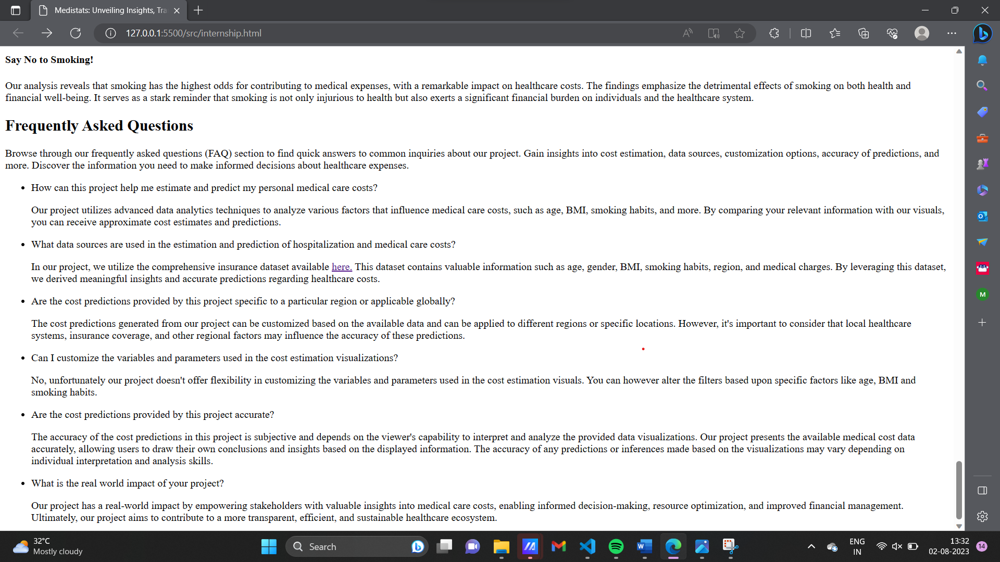 Medistats: Unveiling Insights, Tra
127.0.0.1:5500/src/internship.html
Say No to Smoking!
Our analysis reveals that smoking has the highest odds for contributing to medical expenses, with a remarkable impact on healthcare costs. The findings emphasize the detrimental effects of smoking on both health and
financial well-being. It serves as a stark reminder that smoking is not only injurious to health but also exerts a significant financial burden on individuals and the healthcare system.
Frequently Asked Questions
Browse through our frequently asked questions (FAQ) section to find quick answers to common inquiries about our project. Gain insights into cost estimation, data sources, customization options, accuracy of predictions, and
more. Discover the information you need to make informed decisions about healthcare expenses.
• How can this project help me estimate and predict my personal medical care costs?
Our project utilizes advanced data analytics techniques to analyze various factors that influence medical care costs, such as age, BMI, smoking habits, and more. By comparing your relevant information with our visuals,
you can receive approximate cost estimates and predictions.
• What data sources are used in the estimation and prediction of hospitalization and medical care costs?
In our project, we utilize the comprehensive insurance dataset available here. This dataset contains valuable information such as age, gender, BMI, smoking habits, region, and medical charges. By leveraging this dataset,
we derived meaningful insights and accurate predictions regarding healthcare costs.
• Are the cost predictions provided by this project specific to a particular region or applicable globally?
The cost predictions generated from our project can be customized based on the available data and can be applied to different regions or specific locations. However, it's important to consider that local healthcare
systems, insurance coverage, and other regional factors may influence the accuracy of these predictions.
• Can I customize the variables and parameters used in the cost estimation visualizations?
No, unfortunately our project doesn't offer flexibility in customizing the variables and parameters used in the cost estimation visuals. You can however alter the filters based upon specific factors like age, BMI and
smoking habits.
• Are the cost predictions provided by this project accurate?
The accuracy of the cost predictions in this project is subjective and depends on the viewer's capability to interpret and analyze the provided data visualizations. Our project presents the available medical cost data
accurately, allowing users to draw their own conclusions and insights based on the displayed information. The accuracy of any predictions or inferences made based on the visualizations may vary depending on
individual interpretation and analysis skills.
• What is the real world impact of your project?
Our project has a real-world impact by empowering stakeholders with valuable insights into medical care costs, enabling informed decision-making, resource optimization, and improved financial management.
Ultimately, our project aims to contribute to a more transparent, efficient, and sustainable healthcare ecosystem.
M
32°C
Mostly cloudy
Search
ENG
IN
13:32
02-08-2023
14